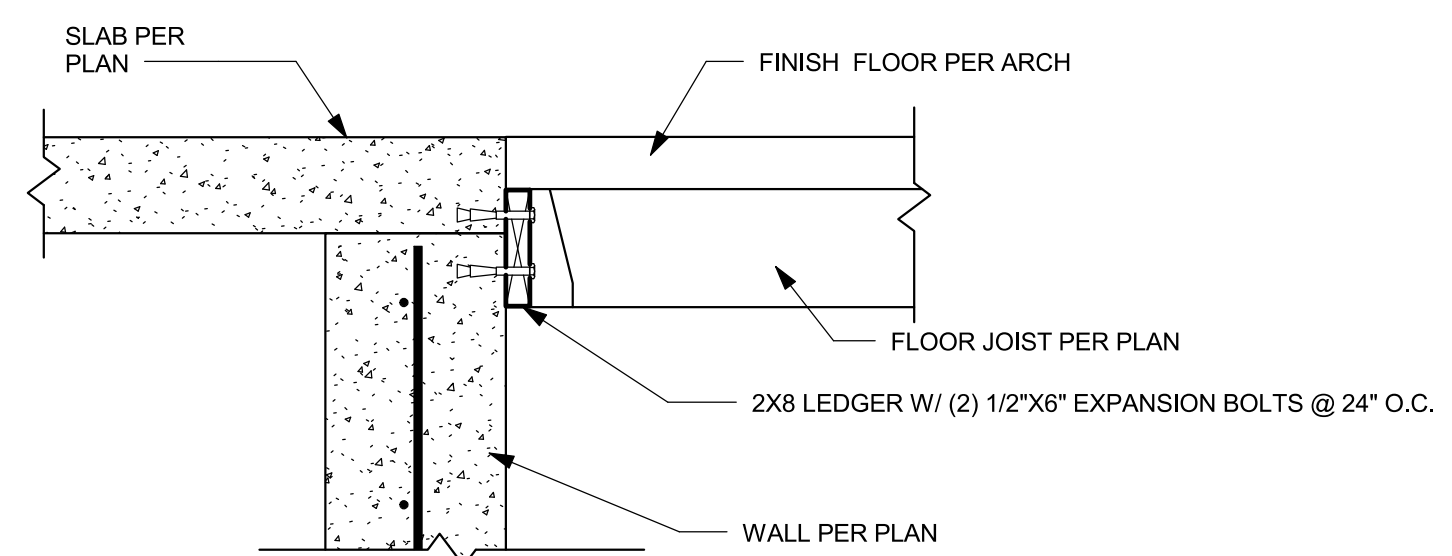 SLAB PER
PLAN
FINISH FLOOR PER ARCH
FLOOR JOIST PER PLAN
2X8 LEDGER W/ (2) 1/2"X6" EXPANSION BOLTS @ 24" O.C.
WALL PER PLAN